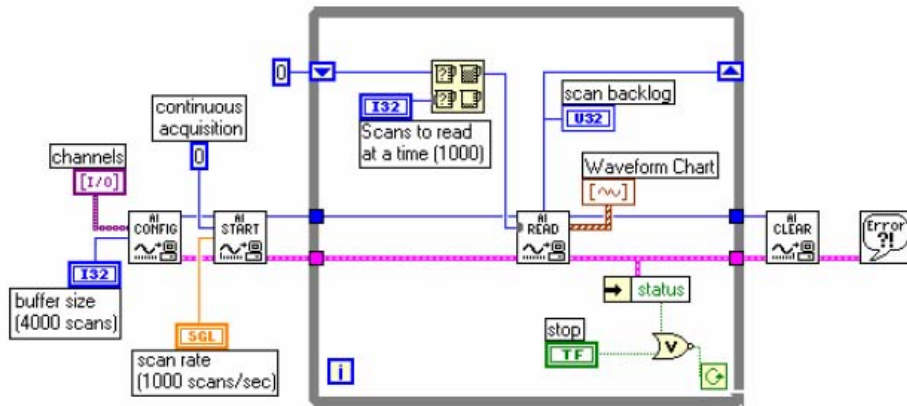 continuous
acquisition
0
channels
[I/O]
AI
CONFIG
AI
START
I32
buffer size
(4000 scans)
SGL
scan rate
(1000 scans/sec)
0
? 
?
I32
Scans to read
at a time (1000)
scan backlog
U32
Waveform Chart
AI
READ
status
stop
TF
V
i
AI
CLEAR
Error
?!